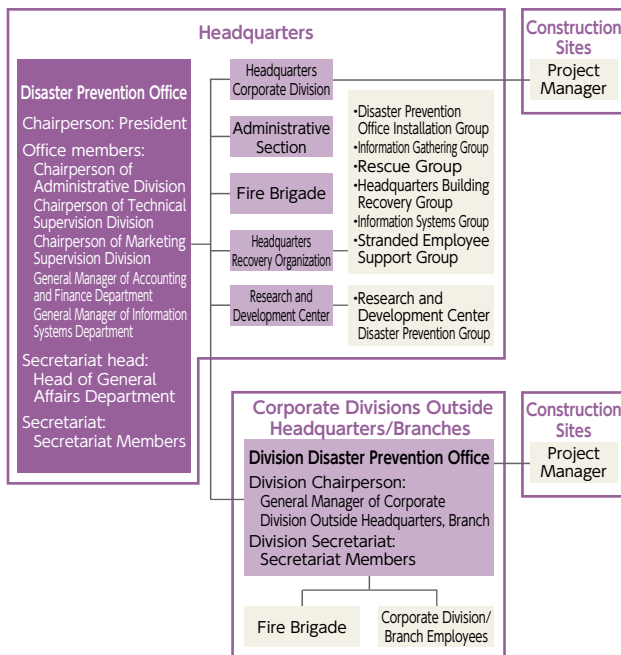 Headquarters
Disaster Prevention Office
Chairperson: President
Office members:
Chairperson of
Administrative Division
Chairperson of Technical
Supervision Division
Chairperson of Marketing
Supervision Division
General Manager of Accounting
and Finance Department
General Manager of Information
Systems Department
Secretariat head:
Head of General
Affairs Department
Secretariat:
Secretariat Members
Headquarters
Corporate Division
Administrative
Section
Fire Brigade
Headquarters
Recovery Organization
Research and
Development Center
•Disaster Prevention
Office Installation Group
•Information Gathering Group
•Rescue Group
•Headquarters Building
Recovery Group
•Information Systems Group
•Stranded Employee
Support Group
•Research and
Development Center
Disaster Prevention Group
Construction
Sites
Project
Manager
Corporate Divisions Outside
Headquarters/Branches
Division Disaster Prevention Office
Division Chairperson:
General Manager of Corporate
Division Outside Headquarters, Branch
Division Secretariat:
Secretariat Members
Fire Brigade
Corporate Division/
Branch Employees
Construction
Sites
Project
Manager